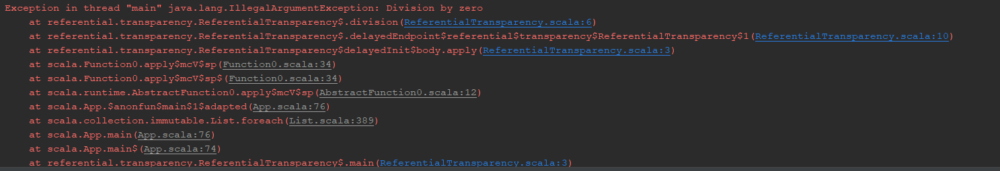 Exception in thread "main" java.lang.IllegalArgumentException: Division by zero
at referential.transparency.ReferentialTransparency$.division(ReferentialTransparency.scala:6)
at referential.transparency.ReferentialTransparency$.delayedEndpoint$referential$transparency$ReferentialTransparency$1(ReferentialTransparency.scala:10)
at referential.transparency.ReferentialTransparency$delayedInit$body.apply(ReferentialTransparency.scala:3)
at scala.Function0.apply$mcV$sp(Function0.scala:34)
at scala.Function0.apply$mcV$sp$(Function0.scala:34)
at scala.runtime.AbstractFunction0.apply$mcV$sp(AbstractFunction0.scala:12)
at scala.App.$anonfun$main$1$adapted(App.scala:76)
at scala.collection.immutable.List.foreach(List.scala:389)
at scala.App.main(App.scala:76)
at scala.App.main$(App.scala:74)
at referential.transparency.ReferentialTransparency$.main(ReferentialTransparency.scala:3)